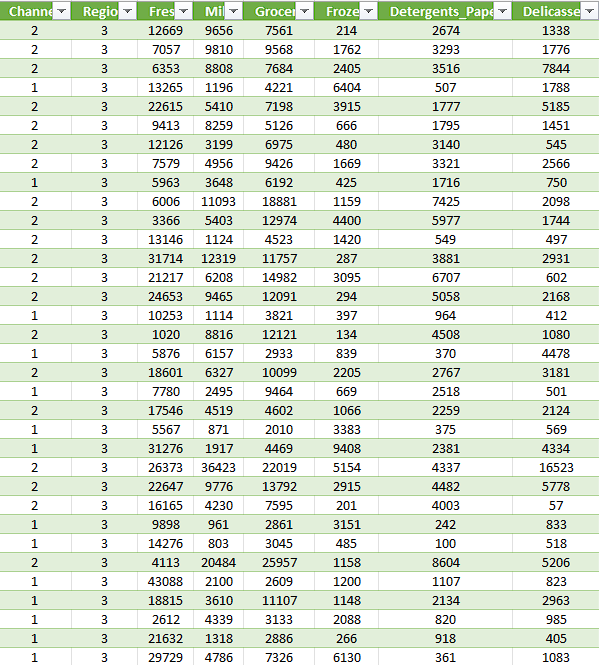 Channe Regio Fres Mil Grocer Froze Detergents_Pape Delicasse
2 3 12669 9656 7561 214 2674 1338
2 3 7057 9810 9568 1762 3293 1776
2 3 6353 8808 7684 2405 3516 7844
1 3 13265 1196 4221 6404 507 1788
2 3 22615 5410 7198 3915 1777 5185
2 3 9413 8259 5126 666 1795 1451
2 3 12126 3199 6975 480 3140 545
2 3 7579 4956 9426 1669 3321 2566
1 3 5963 3648 6192 425 1716 750
2 3 6006 11093 18881 1159 7425 2098
2 3 3366 5403 12974 4400 5977 1744
2 3 13146 1124 4523 1420 549 497
2 3 31714 12319 11757 287 3881 2931
2 3 21217 6208 14982 3095 6707 602
2 3 24653 9465 12091 294 5058 2168
1 3 10253 1114 3821 397 964 412
2 3 1020 8816 12121 134 4508 1080
1 3 5876 6157 2933 839 370 4478
2 3 18601 6327 10099 2205 2767 3181
1 3 7780 2495 9464 669 2518 501
2 3 17546 4519 4602 1066 2259 2124
1 3 5567 871 2010 3383 375 569
1 3 31276 1917 4469 9408 2381 4334
2 3 26373 36423 22019 5154 4337 16523
2 3 22647 9776 13792 2915 4482 5778
2 3 16165 4230 7595 201 4003 57
1 3 9898 961 2861 3151 242 833
1 3 14276 803 3045 485 100 518
2 3 4113 20484 25957 1158 8604 5206
1 3 43088 2100 2609 1200 1107 823
1 3 18815 3610 11107 1148 2134 2963
1 3 2612 4339 3133 2088 820 985
1 3 21632 1318 2886 266 918 405
1 3 29729 4786 7326 6130 361 1083